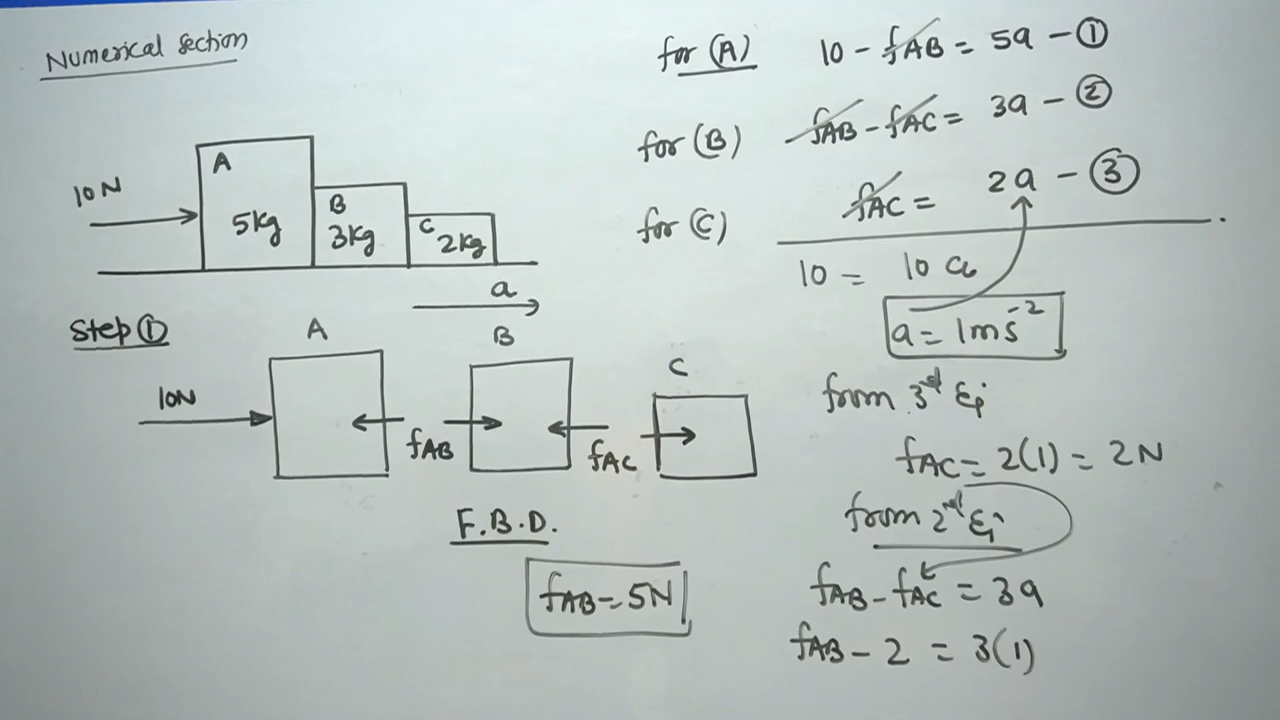 Numerical Section
10N
A
5kg
B
3kg
C
2kg
a
Step ①
A
B
C
10N
fAB
fAC
F.B.D.
fAB = 5N
for (A) 10 - fAB = 5a - ①
for (B) fAB - fAC = 3a - ②
for (C) fAC = 2a - ③
10 = 10 a
a = 1ms⁻²
from 3rd Eq
fAC = 2(1) = 2N
from 2nd Eq
fAB - fAC = 3a
fAB - 2 = 3(1)